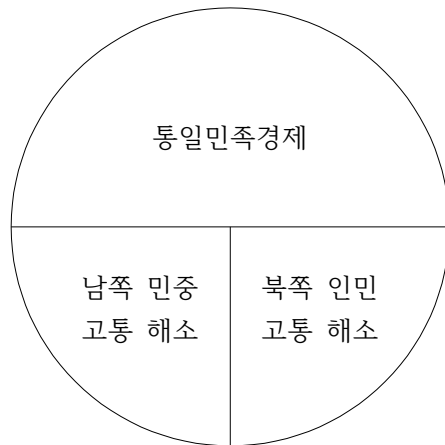 통일민족경제
남쪽 민중
고통 해소
북쪽 인민
고통 해소